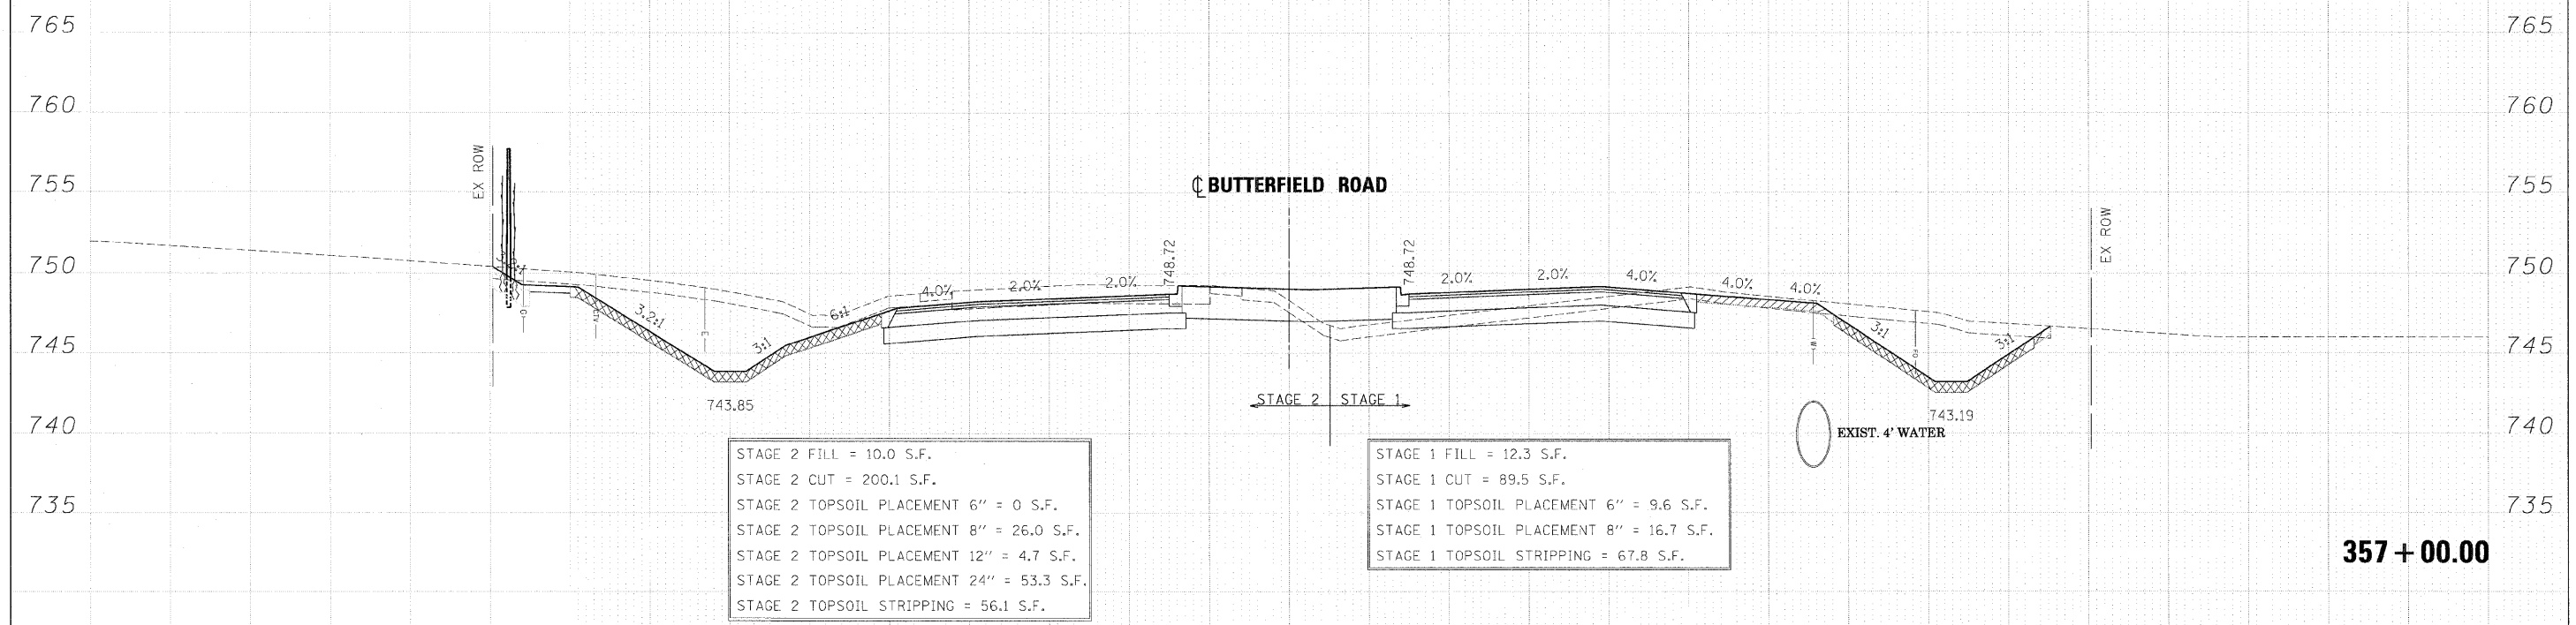 765 765
760 760
755 755
750 750
745 745
740 740
735 735
EX ROW
℄ BUTTERFIELD ROAD
EX ROW
748.72
748.72
3.2:1
3:1
6:1
4.0%
2.0%
2.0%
2.0%
2.0%
4.0%
4.0%
4.0%
3:1
3:1
743.85
STAGE 2
STAGE 1
743.19
EXIST. 4' WATER
STAGE 2 FILL = 10.0 S.F.
STAGE 2 CUT = 200.1 S.F.
STAGE 2 TOPSOIL PLACEMENT 6" = 0 S.F.
STAGE 2 TOPSOIL PLACEMENT 8" = 26.0 S.F.
STAGE 2 TOPSOIL PLACEMENT 12" = 4.7 S.F.
STAGE 2 TOPSOIL PLACEMENT 24" = 53.3 S.F.
STAGE 2 TOPSOIL STRIPPING = 56.1 S.F.
STAGE 1 FILL = 12.3 S.F.
STAGE 1 CUT = 89.5 S.F.
STAGE 1 TOPSOIL PLACEMENT 6" = 9.6 S.F.
STAGE 1 TOPSOIL PLACEMENT 8" = 16.7 S.F.
STAGE 1 TOPSOIL STRIPPING = 67.8 S.F.
357+00.00